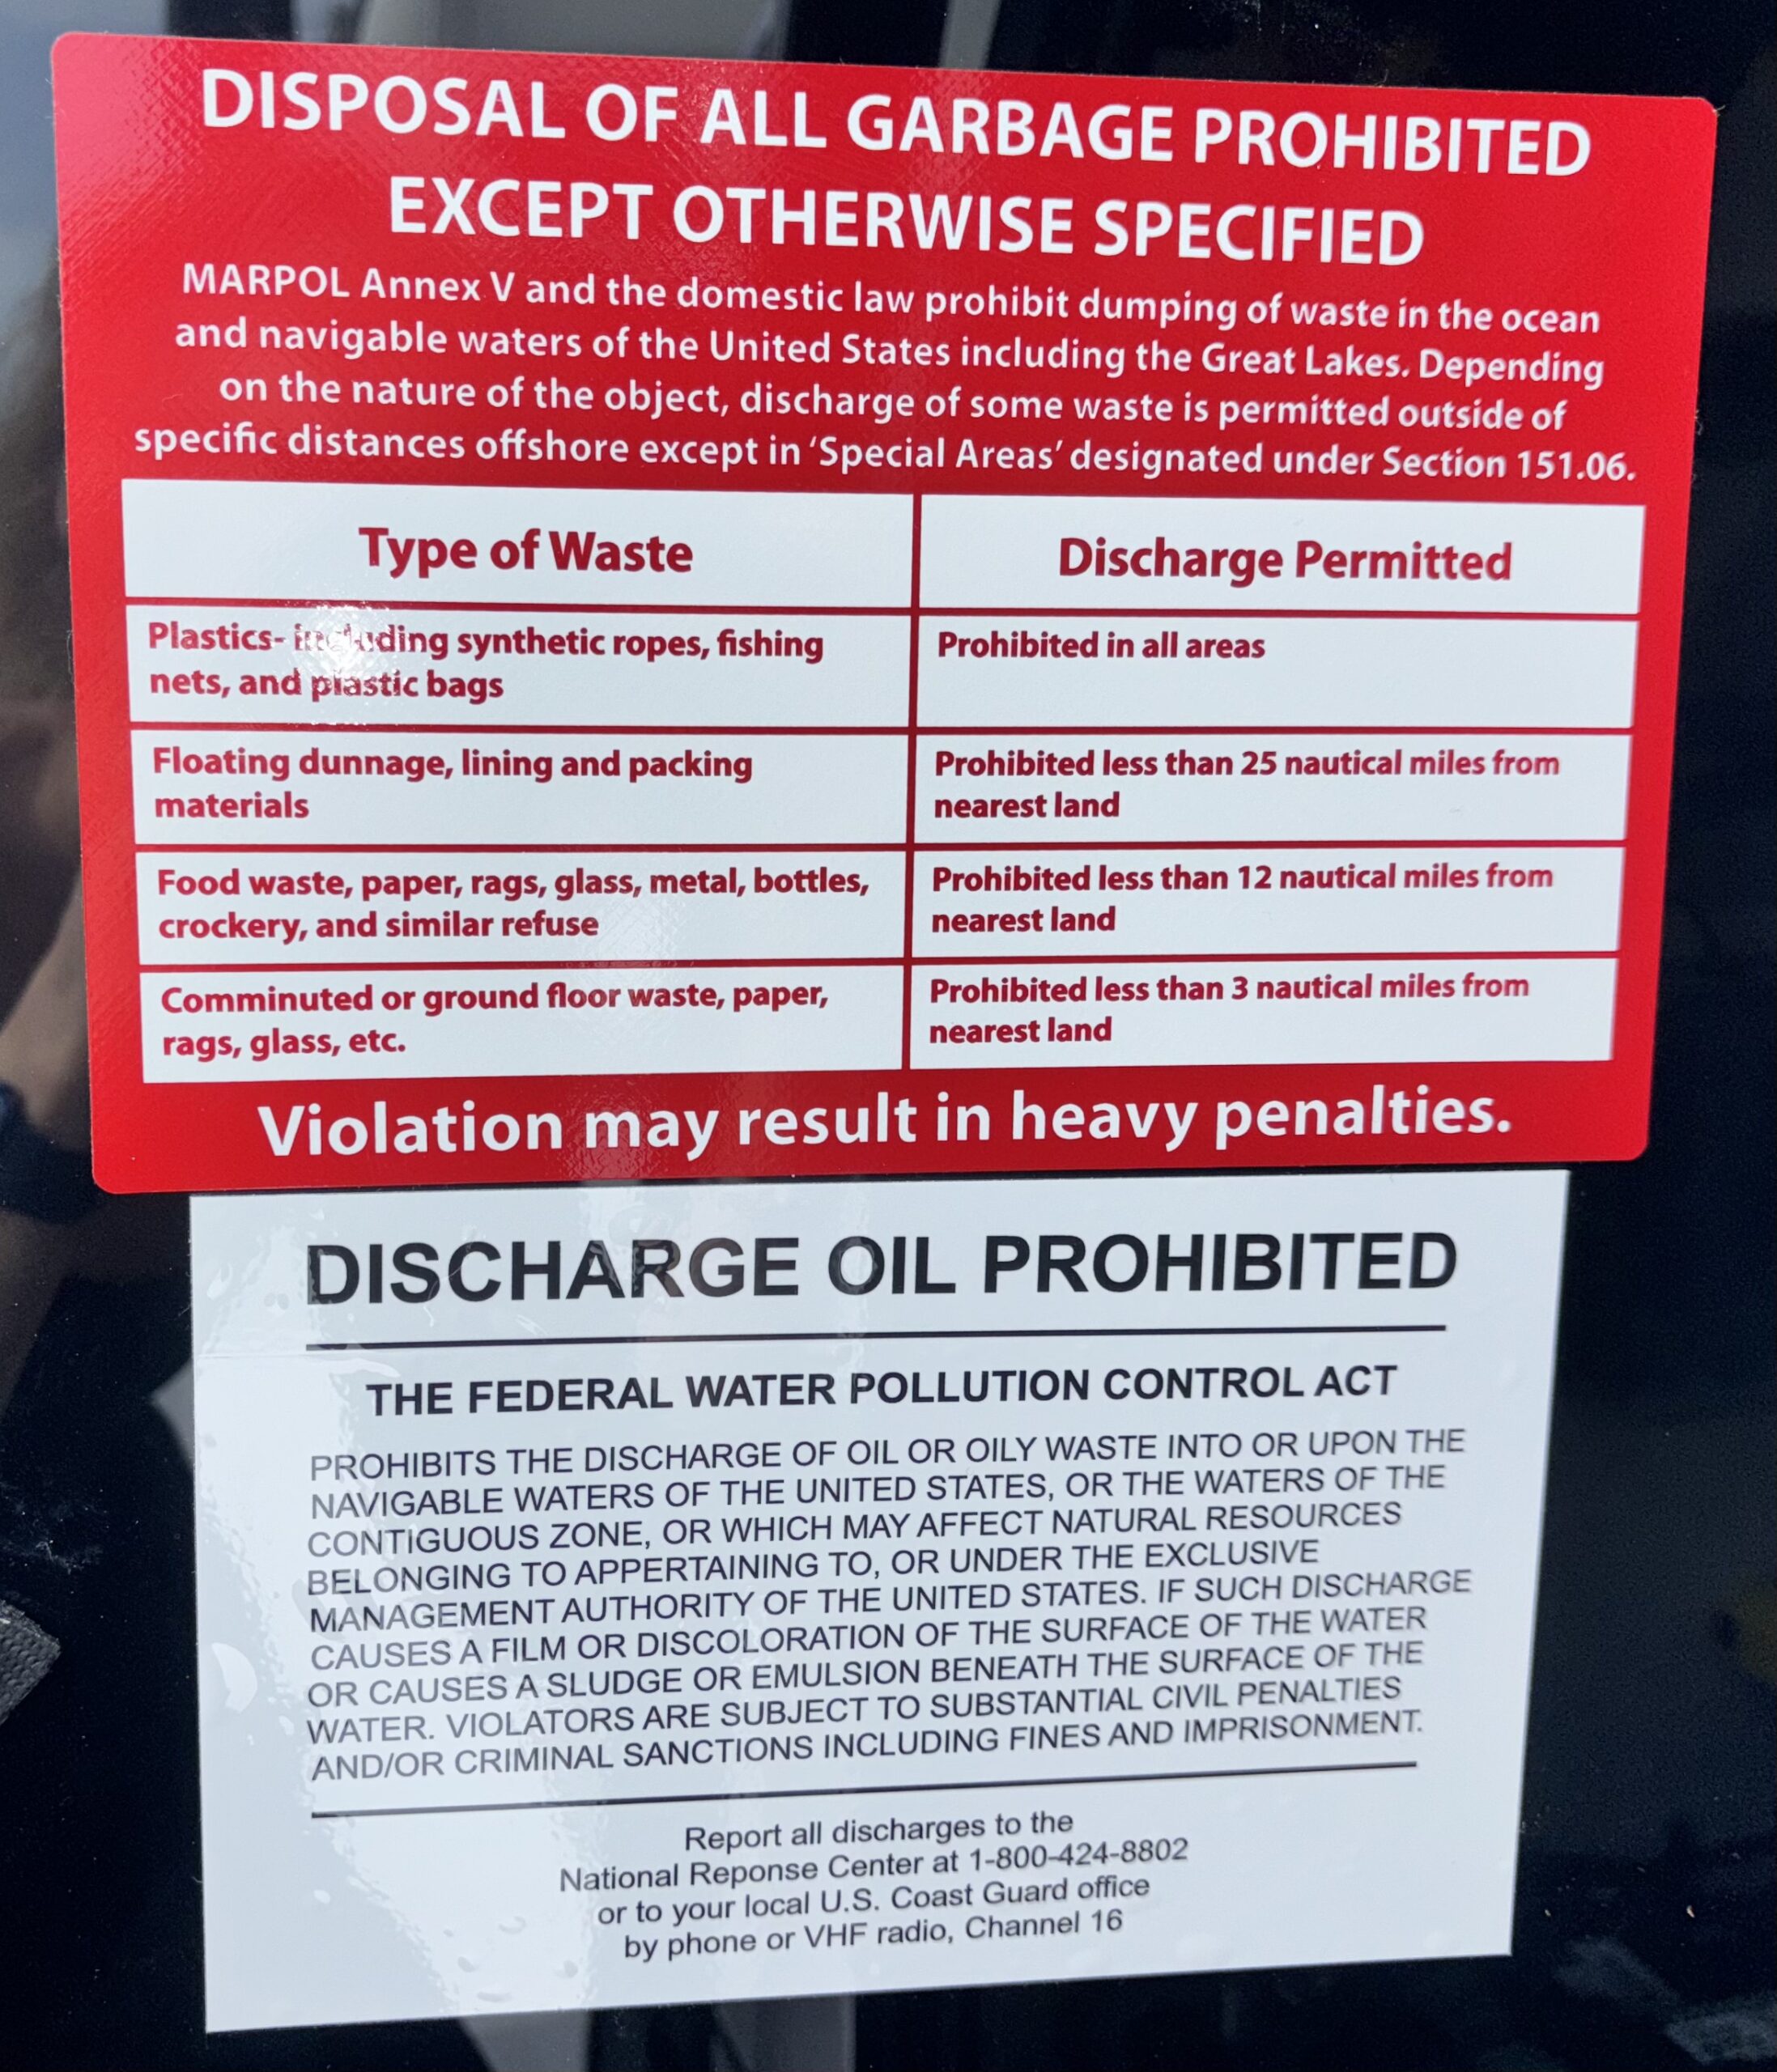 DISPOSAL OF ALL GARBAGE PROHIBITED
EXCEPT OTHERWISE SPECIFIED
MARPOL Annex V and the domestic law prohibit dumping of waste in the ocean
and navigable waters of the United States including the Great Lakes. Depending
on the nature of the object, discharge of some waste is permitted outside of
specific distances offshore except in ‘Special Areas’ designated under Section 151.06.
Type of Waste
Discharge Permitted
Plastics- including synthetic ropes, fishing
nets, and plastic bags
Prohibited in all areas
Floating dunnage, lining and packing
materials
Prohibited less than 25 nautical miles from
nearest land
Food waste, paper, rags, glass, metal, bottles,
crockery, and similar refuse
Prohibited less than 12 nautical miles from
nearest land
Comminuted or ground floor waste, paper,
rags, glass, etc.
Prohibited less than 3 nautical miles from
nearest land
Violation may result in heavy penalties.
DISCHARGE OIL PROHIBITED
THE FEDERAL WATER POLLUTION CONTROL ACT
PROHIBITS THE DISCHARGE OF OIL OR OILY WASTE INTO OR UPON THE
NAVIGABLE WATERS OF THE UNITED STATES, OR THE WATERS OF THE
CONTIGUOUS ZONE, OR WHICH MAY AFFECT NATURAL RESOURCES
BELONGING TO APPERTAINING TO, OR UNDER THE EXCLUSIVE
MANAGEMENT AUTHORITY OF THE UNITED STATES. IF SUCH DISCHARGE
CAUSES A FILM OR DISCOLORATION OF THE SURFACE OF THE WATER
OR CAUSES A SLUDGE OR EMULSION BENEATH THE SURFACE OF THE
WATER. VIOLATORS ARE SUBJECT TO SUBSTANTIAL CIVIL PENALTIES
AND/OR CRIMINAL SANCTIONS INCLUDING FINES AND IMPRISONMENT.
Report all discharges to the
National Reponse Center at 1-800-424-8802
or to your local U.S. Coast Guard office
by phone or VHF radio, Channel 16